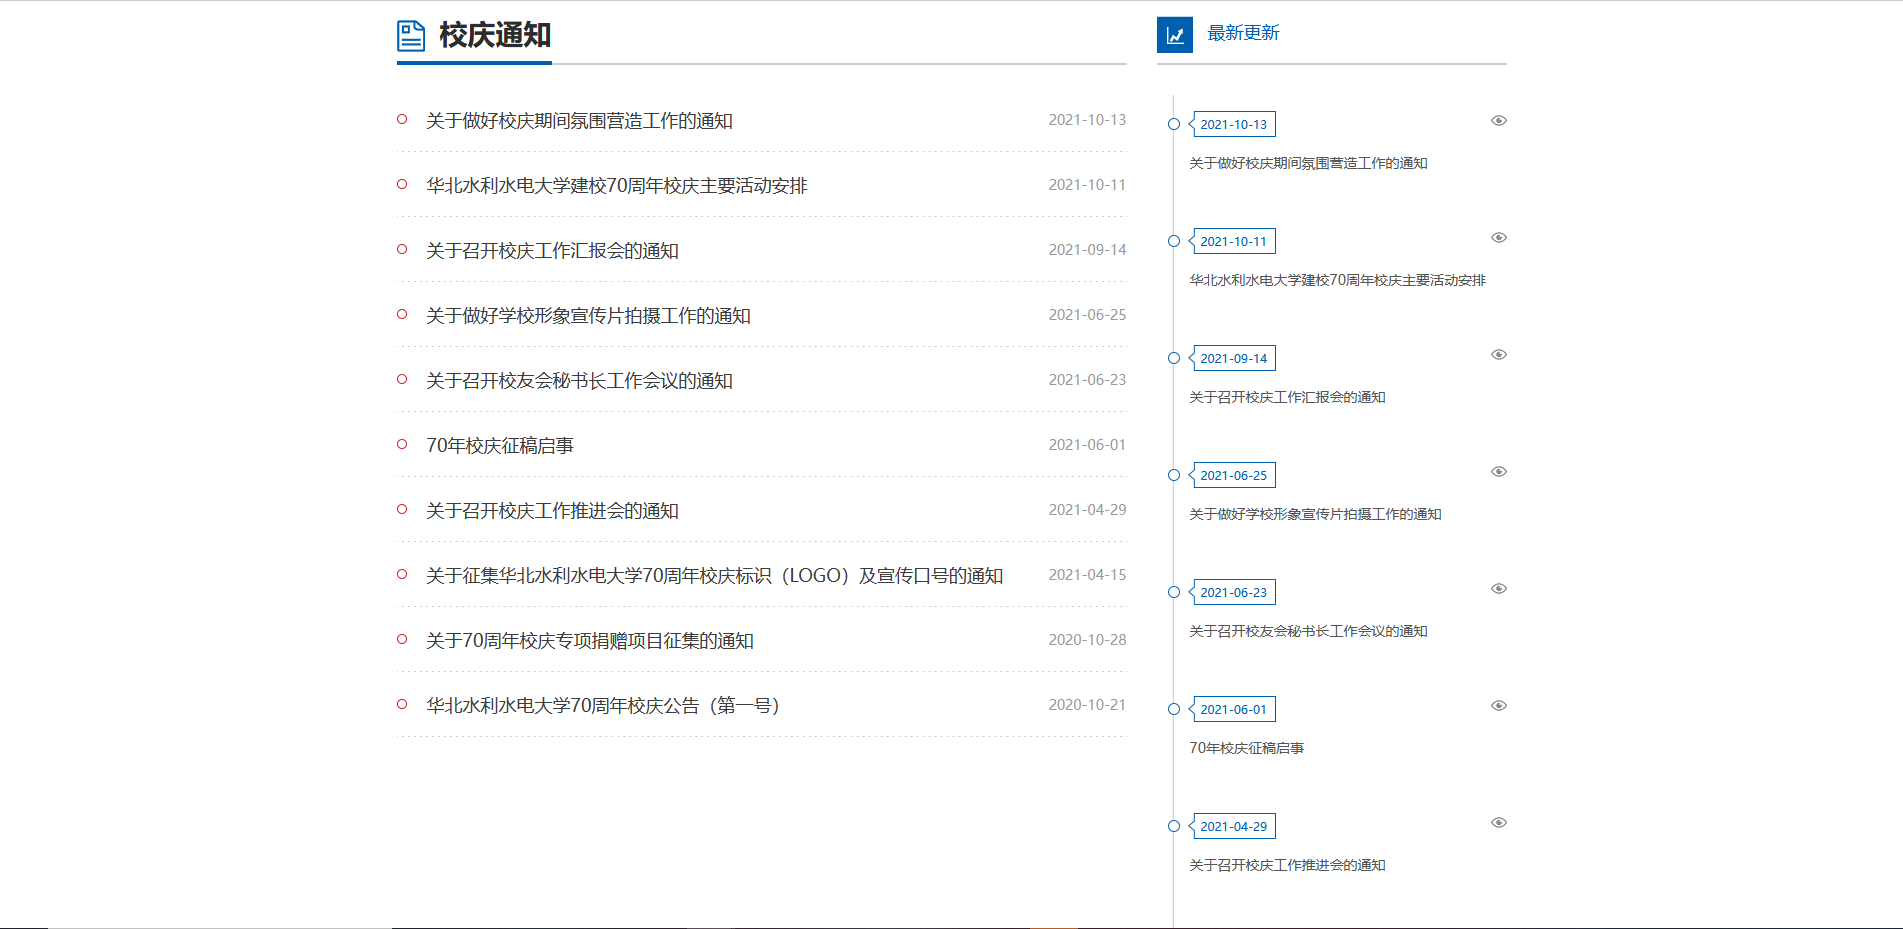 校庆通知
关于做好校庆期间氛围营造工作的通知 2021-10-13
华北水利水电大学建校70周年校庆主要活动安排 2021-10-11
关于召开校庆工作汇报会的通知 2021-09-14
关于做好学校形象宣传片拍摄工作的通知 2021-06-25
关于召开校友会秘书长工作会议的通知 2021-06-23
70年校庆征稿启事 2021-06-01
关于召开校庆工作推进会的通知 2021-04-29
关于征集华北水利水电大学70周年校庆标识（LOGO）及宣传口号的通知 2021-04-15
关于70周年校庆专项捐赠项目征集的通知 2020-10-28
华北水利水电大学70周年校庆公告（第一号） 2020-10-21
最新更新
2021-10-13
关于做好校庆期间氛围营造工作的通知
2021-10-11
华北水利水电大学建校70周年校庆主要活动安排
2021-09-14
关于召开校庆工作汇报会的通知
2021-06-25
关于做好学校形象宣传片拍摄工作的通知
2021-06-23
关于召开校友会秘书长工作会议的通知
2021-06-01
70年校庆征稿启事
2021-04-29
关于召开校庆工作推进会的通知